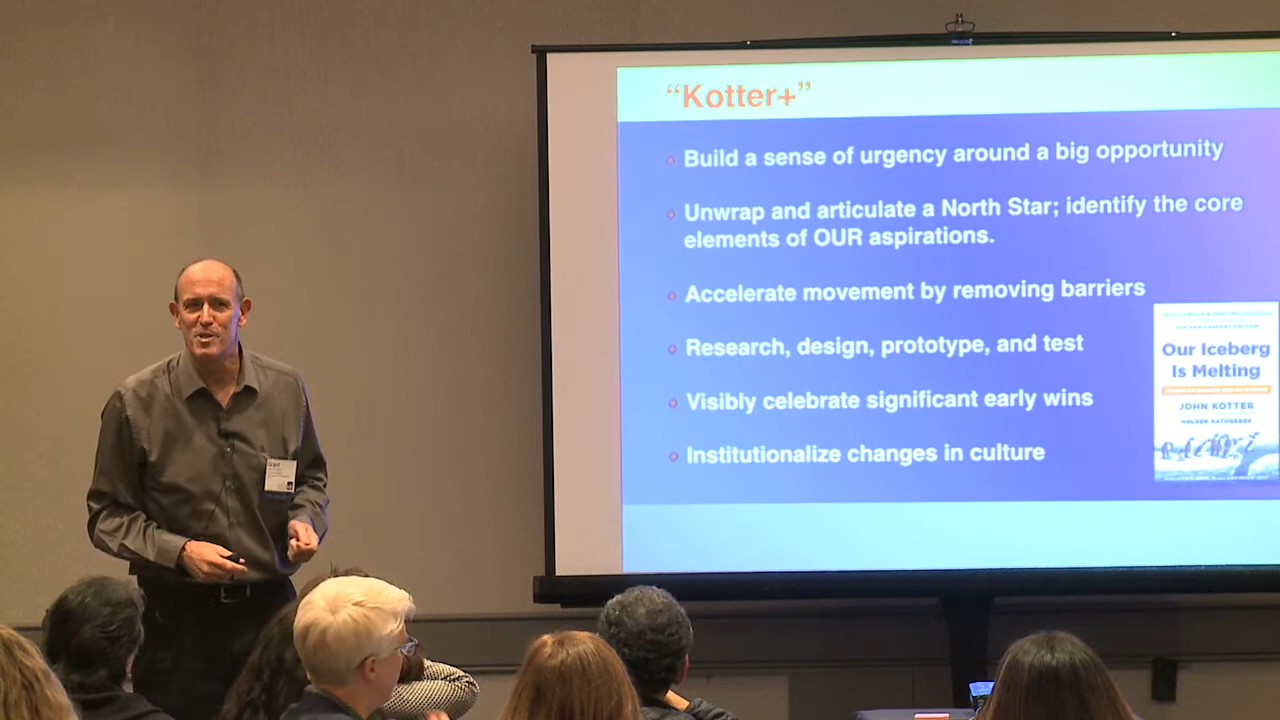 “Kotter+”
Build a sense of urgency around a big opportunity
Unwrap and articulate a North Star; identify the core
elements of OUR aspirations.
Accelerate movement by removing barriers
Research, design, prototype, and test
Visibly celebrate significant early wins
Institutionalize changes in culture
Our Iceberg
Is Melting
JOHN KOTTER
HOLGER RATHGEBER
Grant